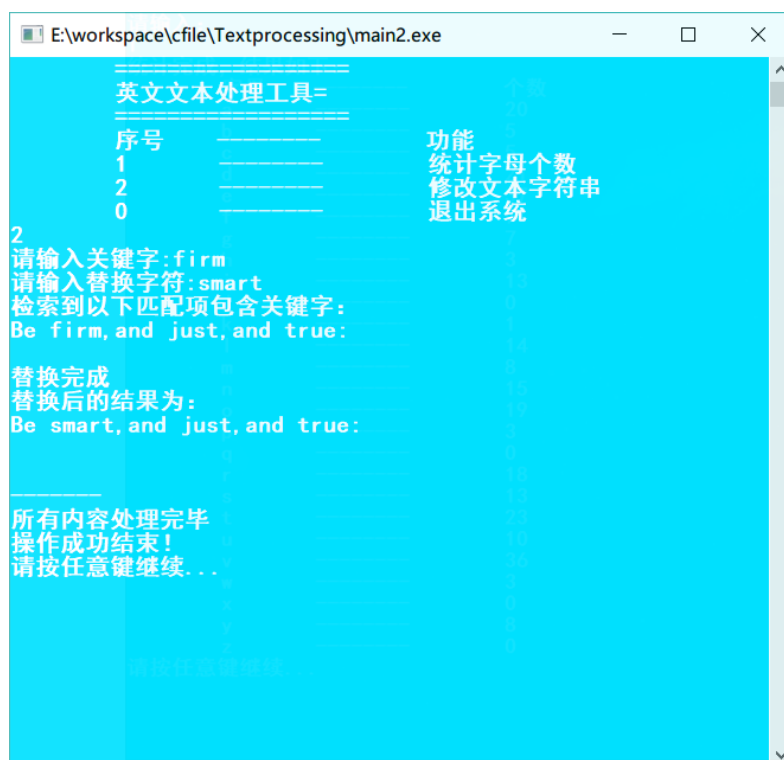 E:\workspace\cfile\Textprocessing\main2.exe
==================
英文文本处理工具=
==================
序号 -------- 功能
1 -------- 统计字母个数
2 -------- 修改文本字符串
0 -------- 退出系统
2
请输入关键字:firm
请输入替换字符:smart
检索到以下匹配项包含关键字：
Be firm,and just,and true:
替换完成
替换后的结果为：
Be smart,and just,and true:
-------
所有内容处理完毕
操作成功结束!
请按任意键继续...